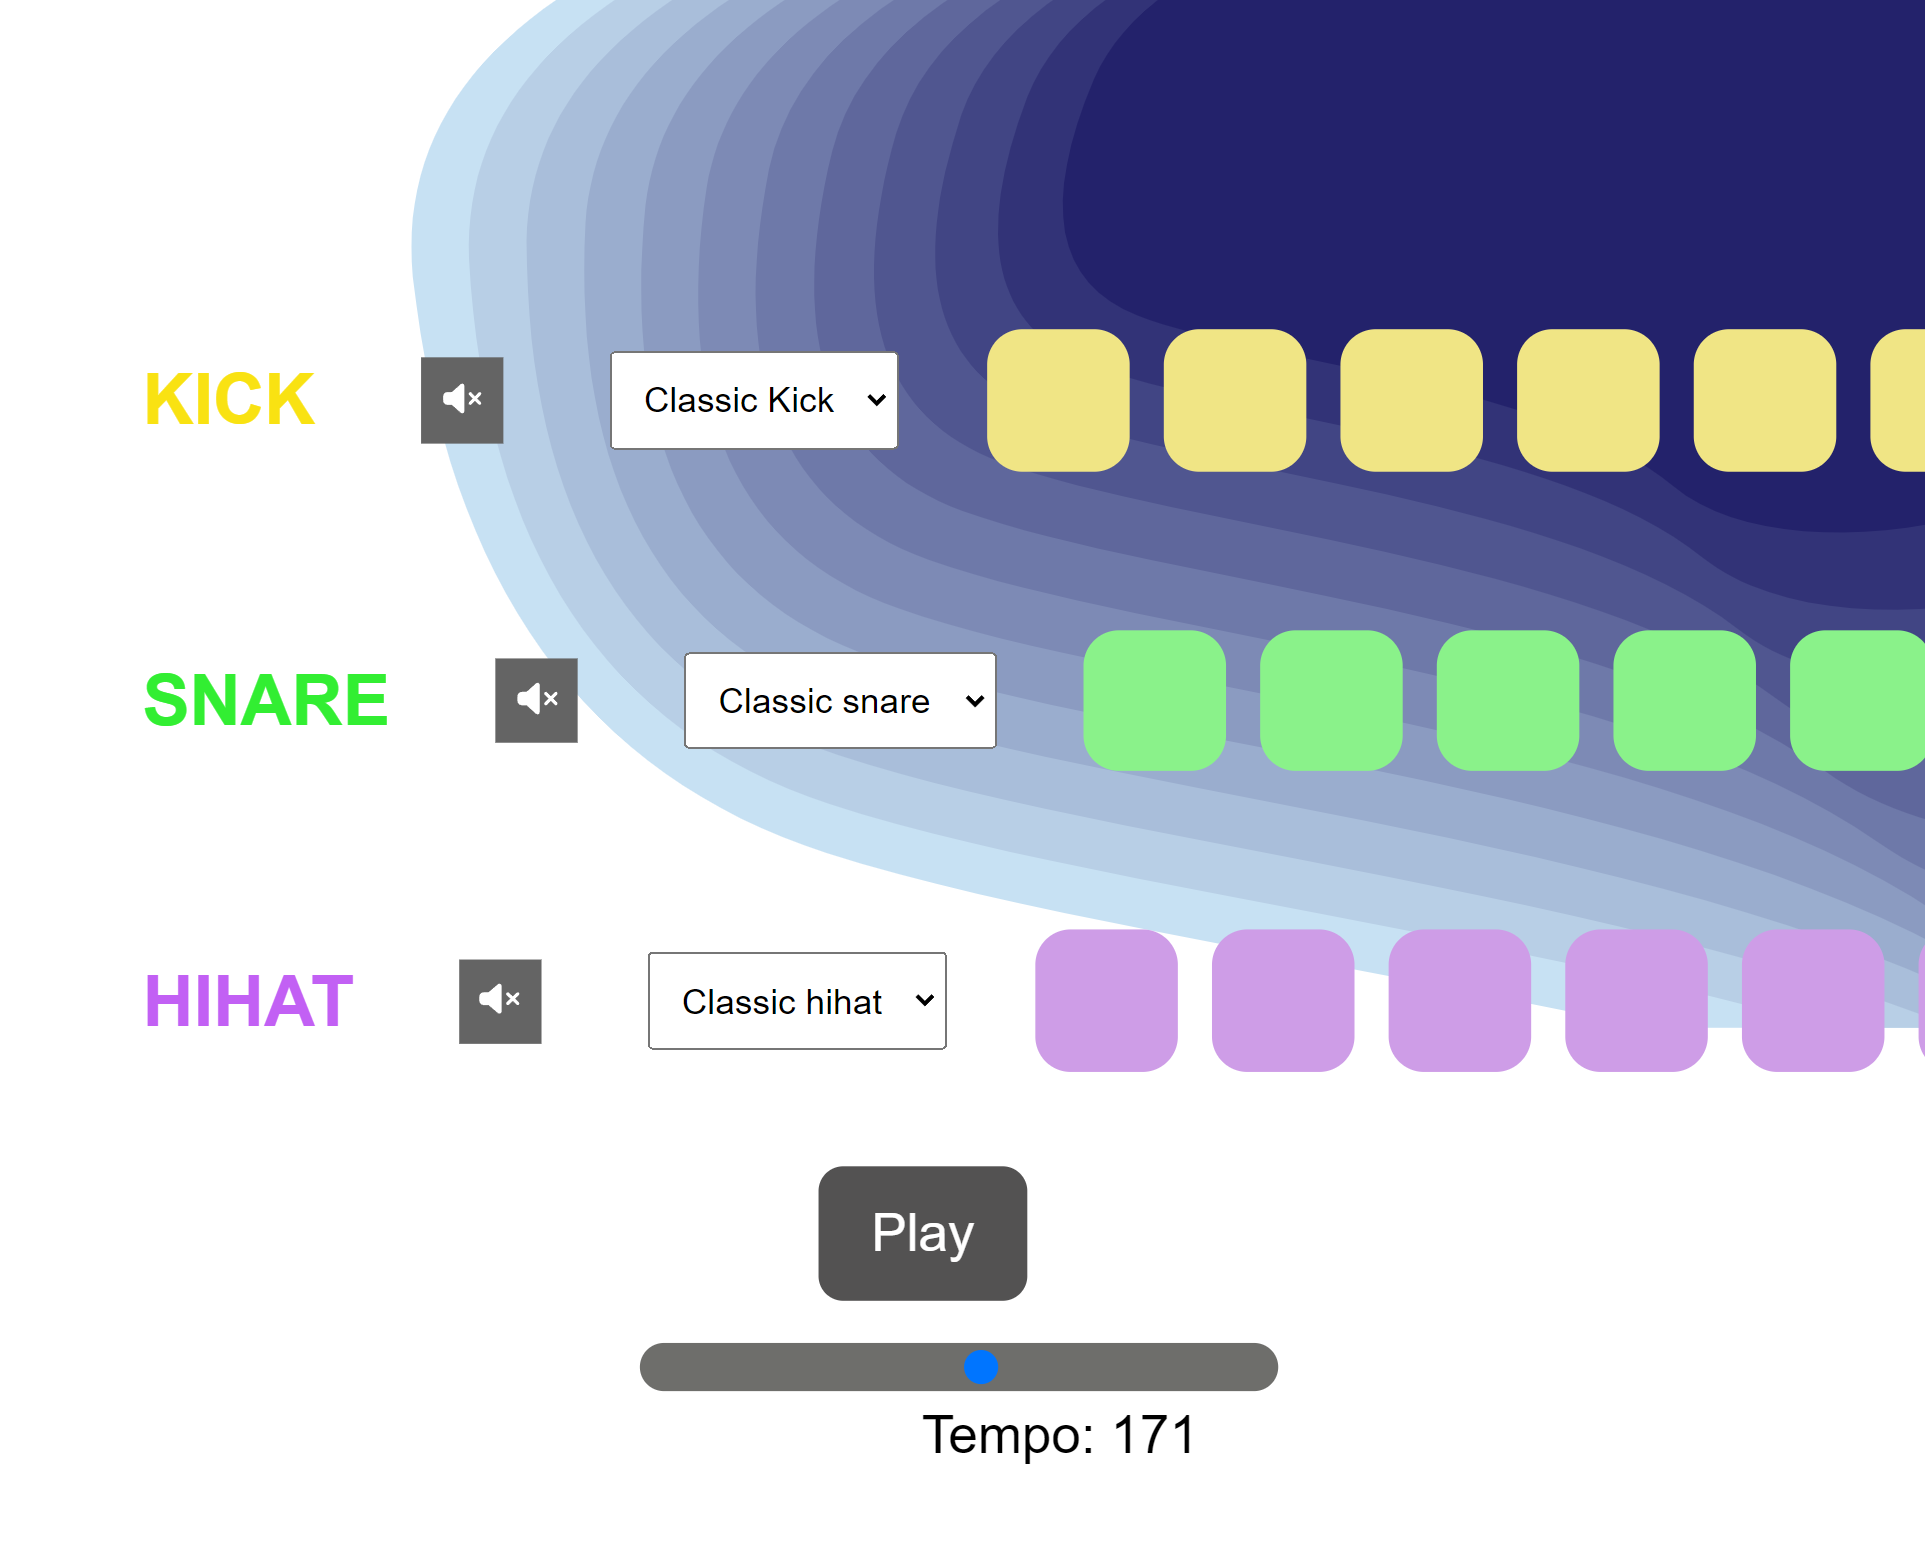 KICK Classic Kick
SNARE Classic snare
HIHAT Classic hihat
Play
Tempo: 171